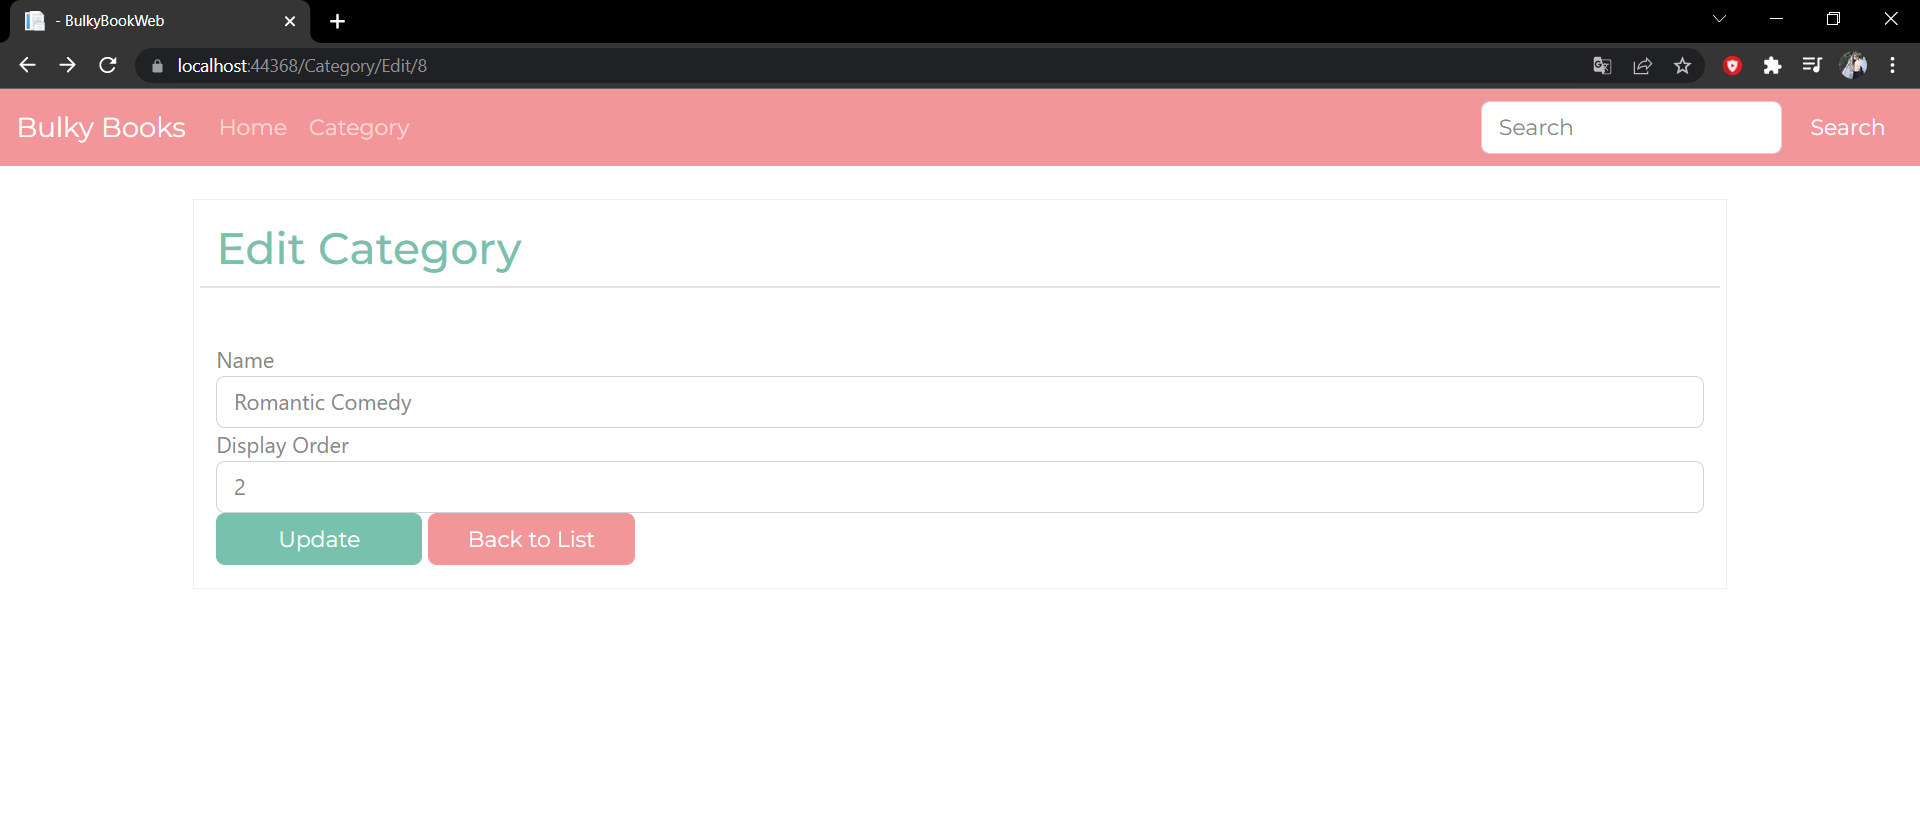 - BulkyBookWeb
localhost:44368/Category/Edit/8
Bulky Books Home Category Search Search
Edit Category
Name
Romantic Comedy
Display Order
2
Update Back to List